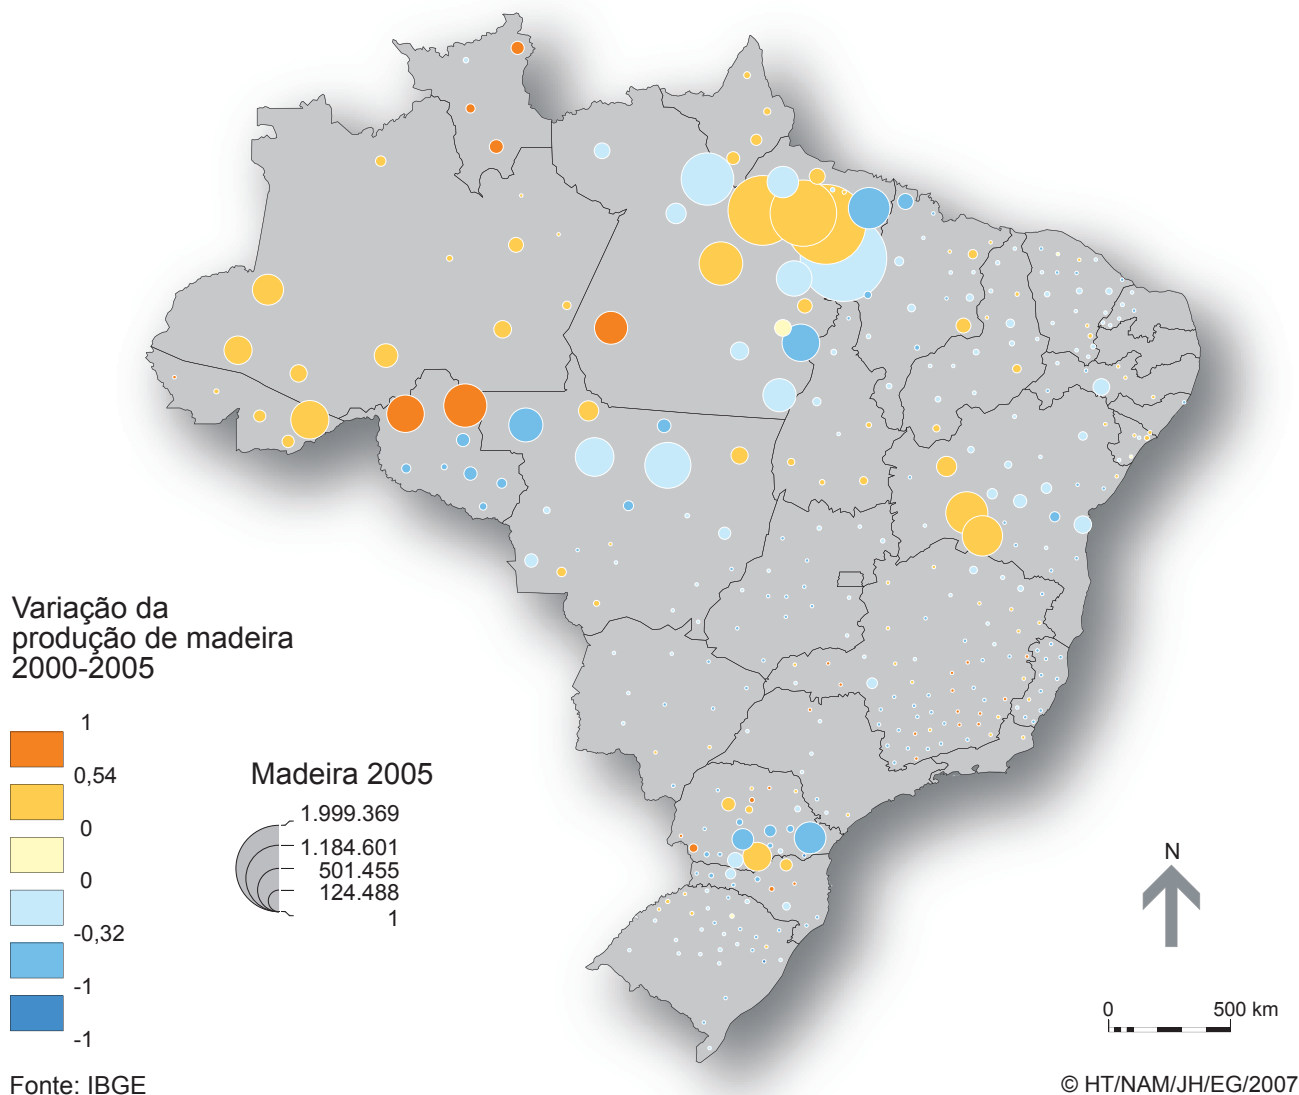 Variação da
produção de madeira
2000-2005
1
0,54
0
0
-0,32
-1
-1
Madeira 2005
1.999.369
1.184.601
501.455
124.488
1
N
0 500 km
Fonte: IBGE
© HT/NAM/JH/EG/2007